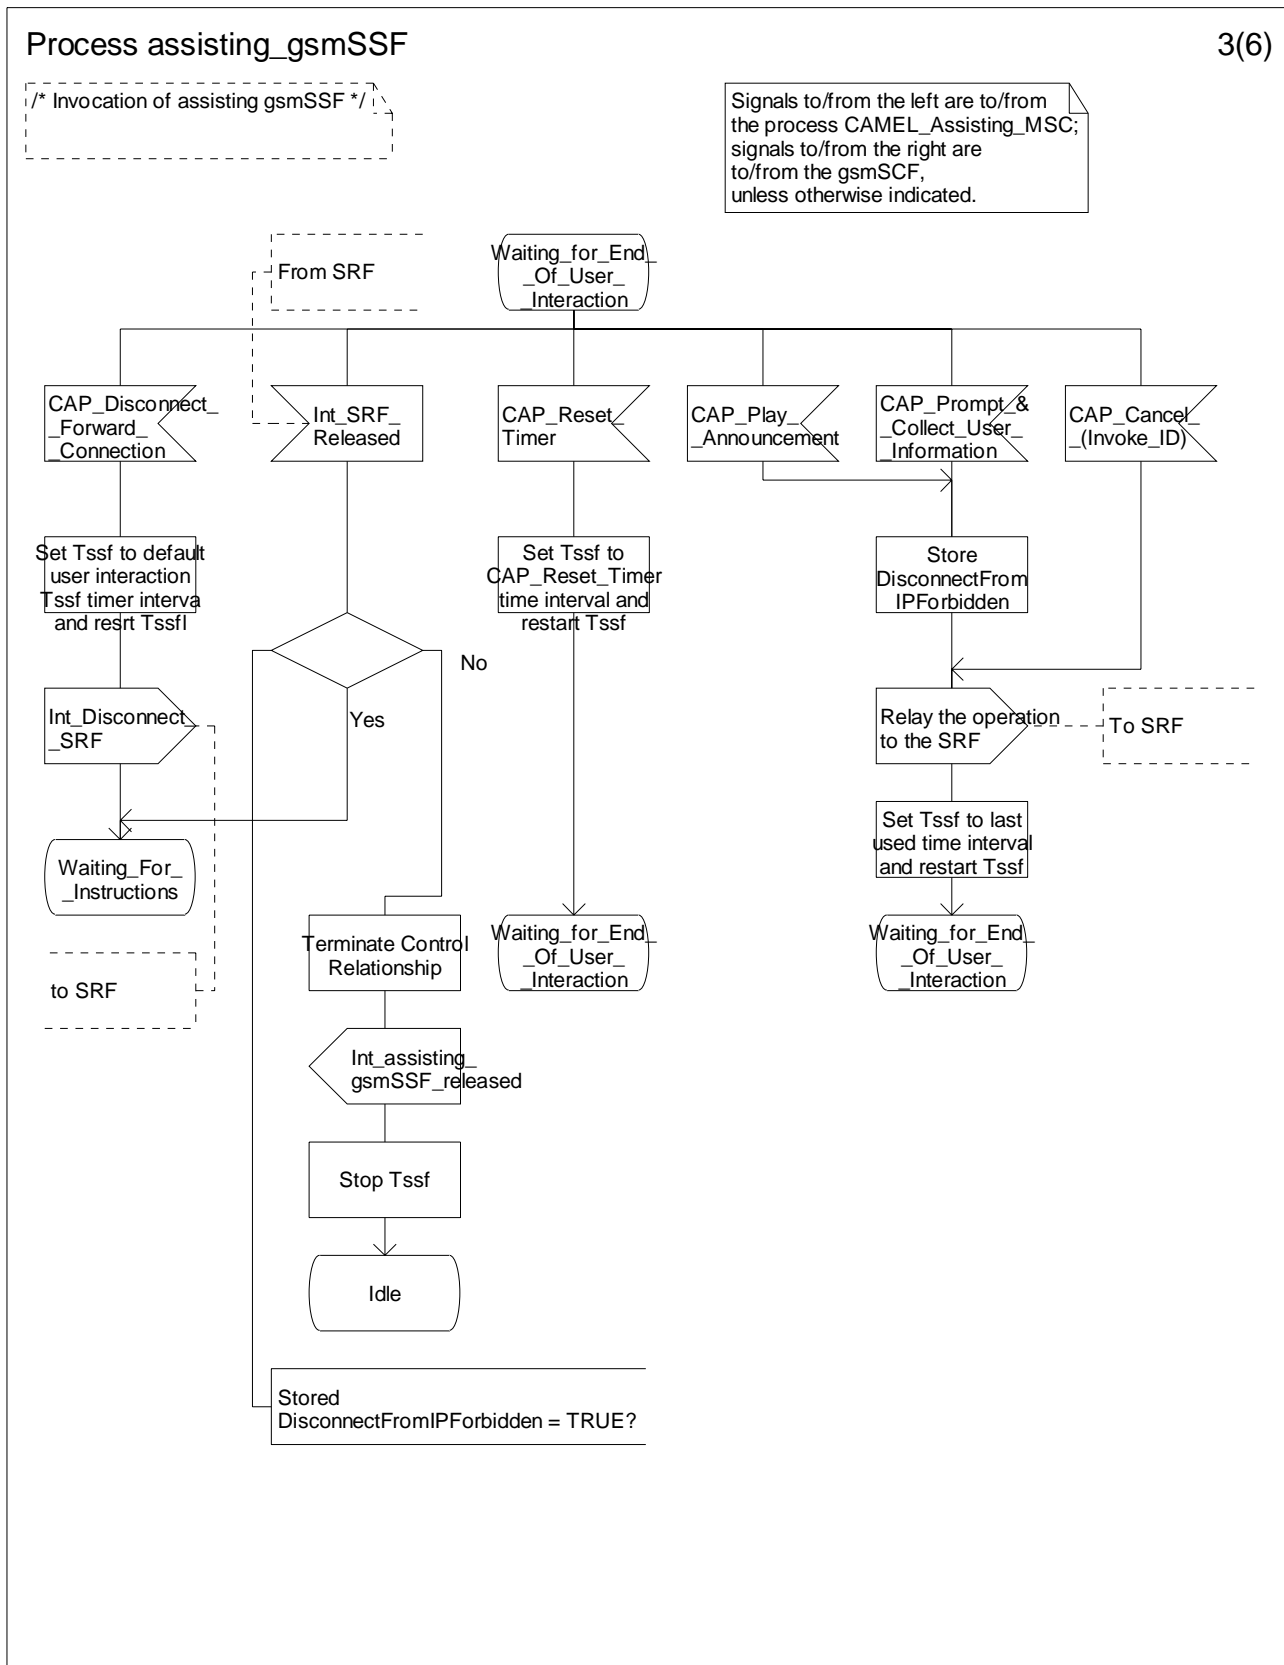 Process assisting_gsmSSF
3(6)
/* Invocation of assisting gsmSSF */
Signals to/from the left are to/from
the process CAMEL_Assisting_MSC;
signals to/from the right are
to/from the gsmSCF,
unless otherwise indicated.
From SRF
Waiting_for_End_
_Of_User_
_Interaction
CAP_Disconnect_
_Forward_
_Connection
Int_SRF_
Released
CAP_Reset_
Timer
CAP_Play_
_Announcement
CAP_Prompt_&
_Collect_User_
_Information
CAP_Cancel_
_(Invoke_ID)
Set Tssf to default
user interaction
Tssf timer interva
and resrt Tssfl
Set Tssf to
CAP_Reset_Timer
time interval and
restart Tssf
Store
DisconnectFrom
IPForbidden
No
Yes
Int_Disconnect_
_SRF
Relay the operation
to the SRF
To SRF
Set Tssf to last
used time interval
and restart Tssf
Waiting_For_
_Instructions
Terminate Control
Relationship
Waiting_for_End_
_Of_User_
_Interaction
Waiting_for_End_
_Of_User_
_Interaction
to SRF
Int_assisting_
gsmSSF_released
Stop Tssf
Idle
Stored
DisconnectFromIPForbidden = TRUE?